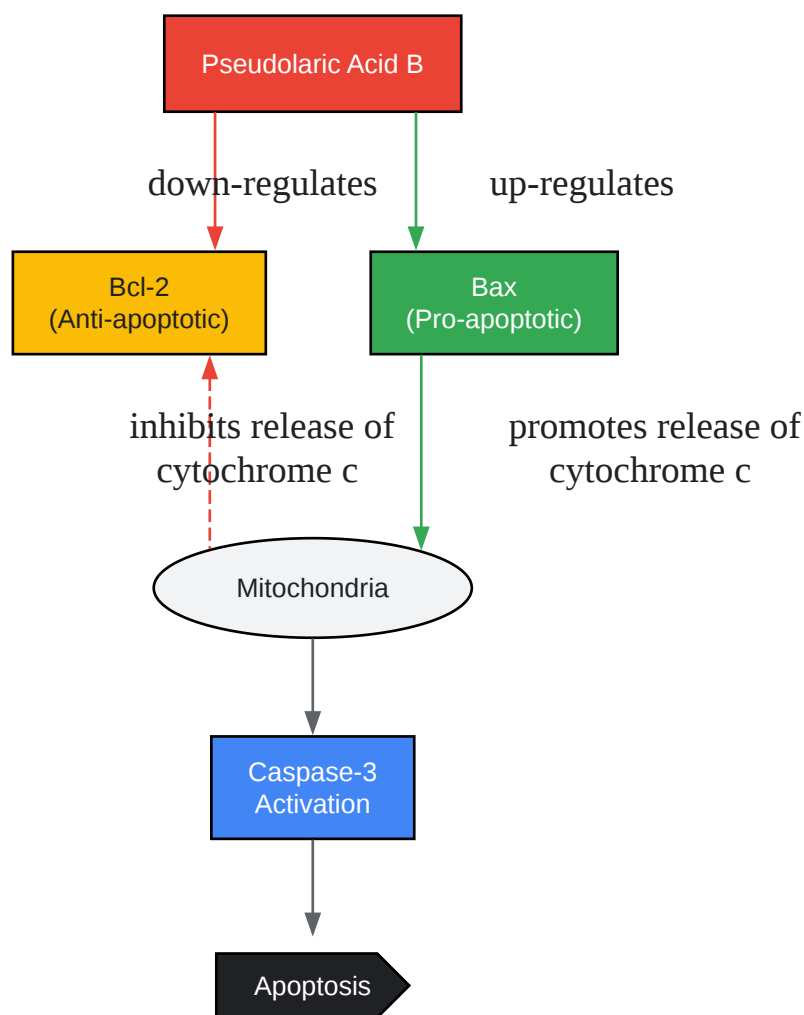 Pseudolaric Acid B
down-regulates
up-regulates
Bcl-2
(Anti-apoptotic)
Bax
(Pro-apoptotic)
inhibits release of
cytochrome c
promotes release of
cytochrome c
Mitochondria
Caspase-3
Activation
Apoptosis